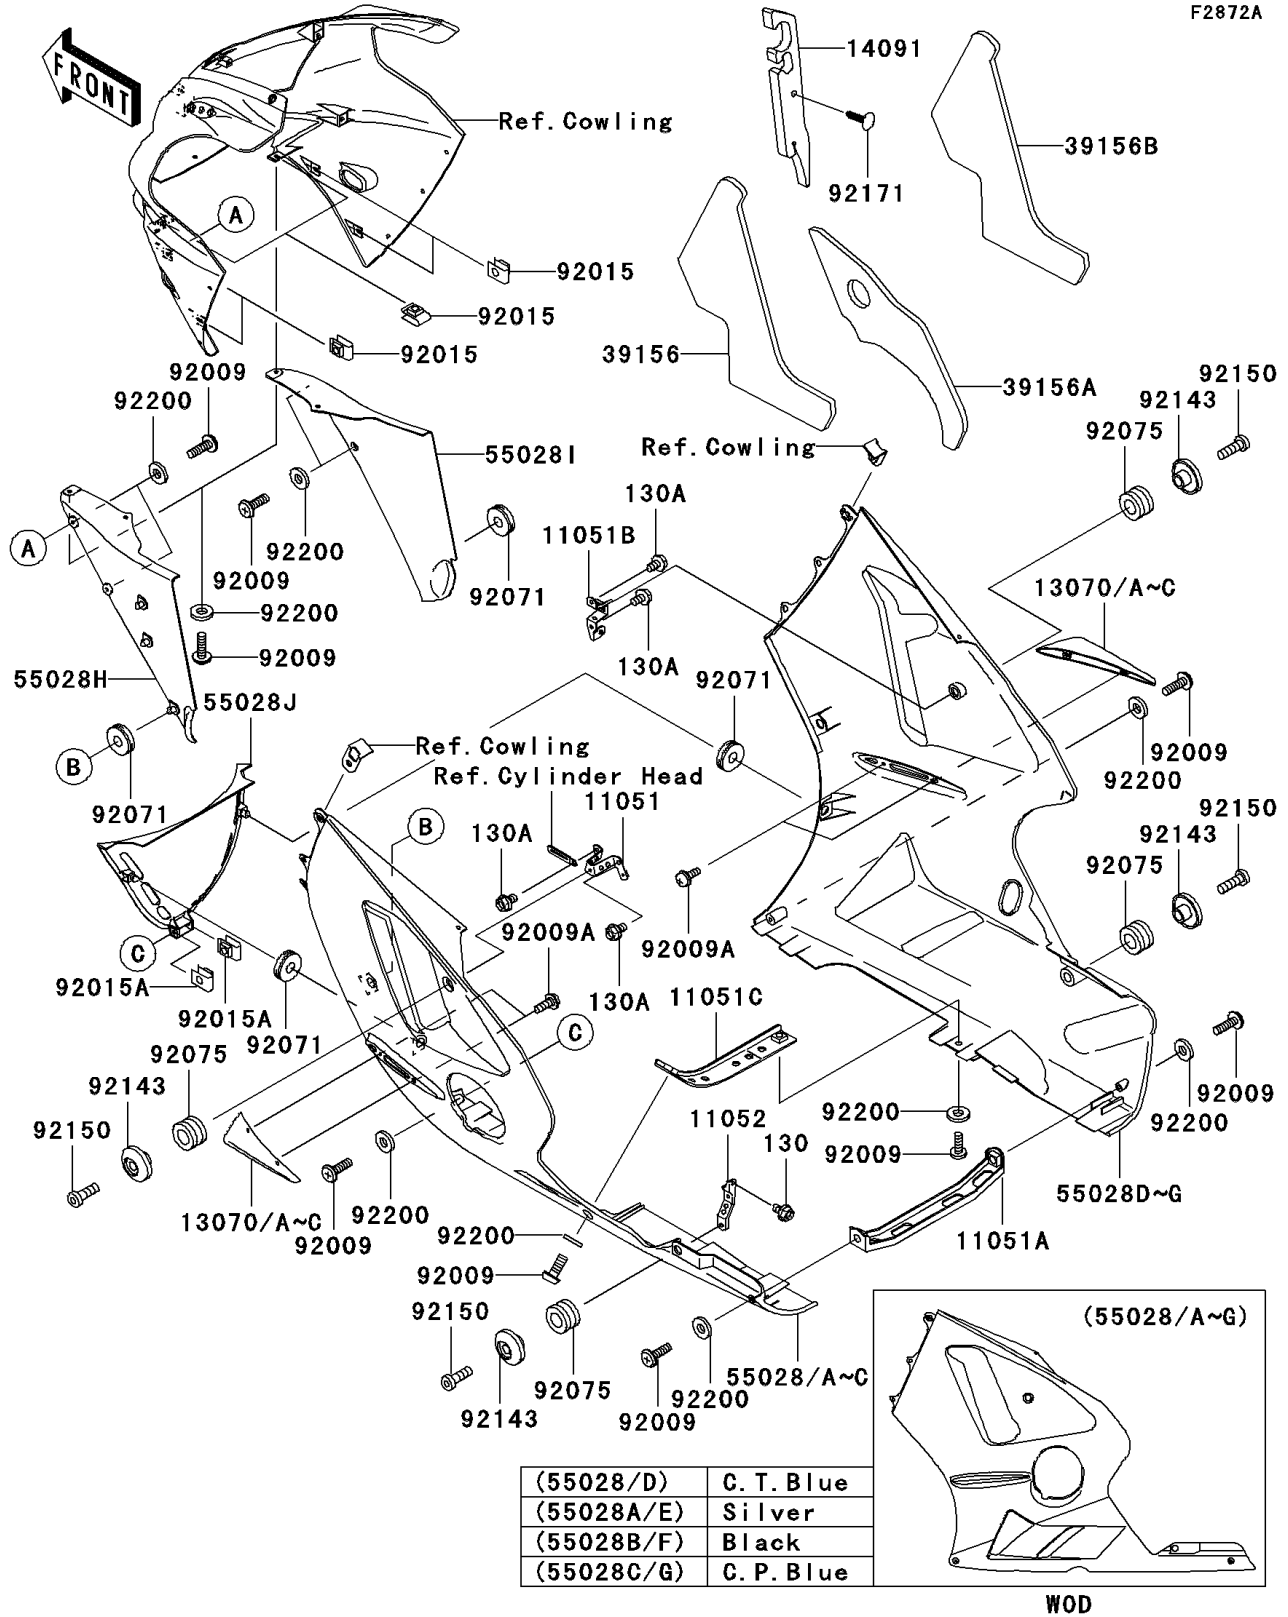 F2872A
FRONT
14091
Ref.Cowling
39156B
92171
A
92015
92015
92015
39156
39156A
92009
92200
92150
92143
92075
Ref.Cowling
55028I
130A
11051B
A
92200
92009
92071
13070/A~C
92200
92009
130A
92071
55028H
55028J
B
92071
Ref.Cowling
Ref.Cylinder Head
11051
92009
92200
92150
92143
92075
B
130A
92009A
92009A
C
92015A
92015A
92071
130A
11051C
C
92075
92143
92150
92009
92200
92200
92009
11052
130
55028D~G
13070/A~C
92200
92009
92200
92009
11051A
92150
92143
92075
92009
92200
55028/A~C
(55028/A~G)
(55028/D) C.T.Blue
(55028A/E) Silver
(55028B/F) Black
(55028C/G) C.P.Blue
WOD